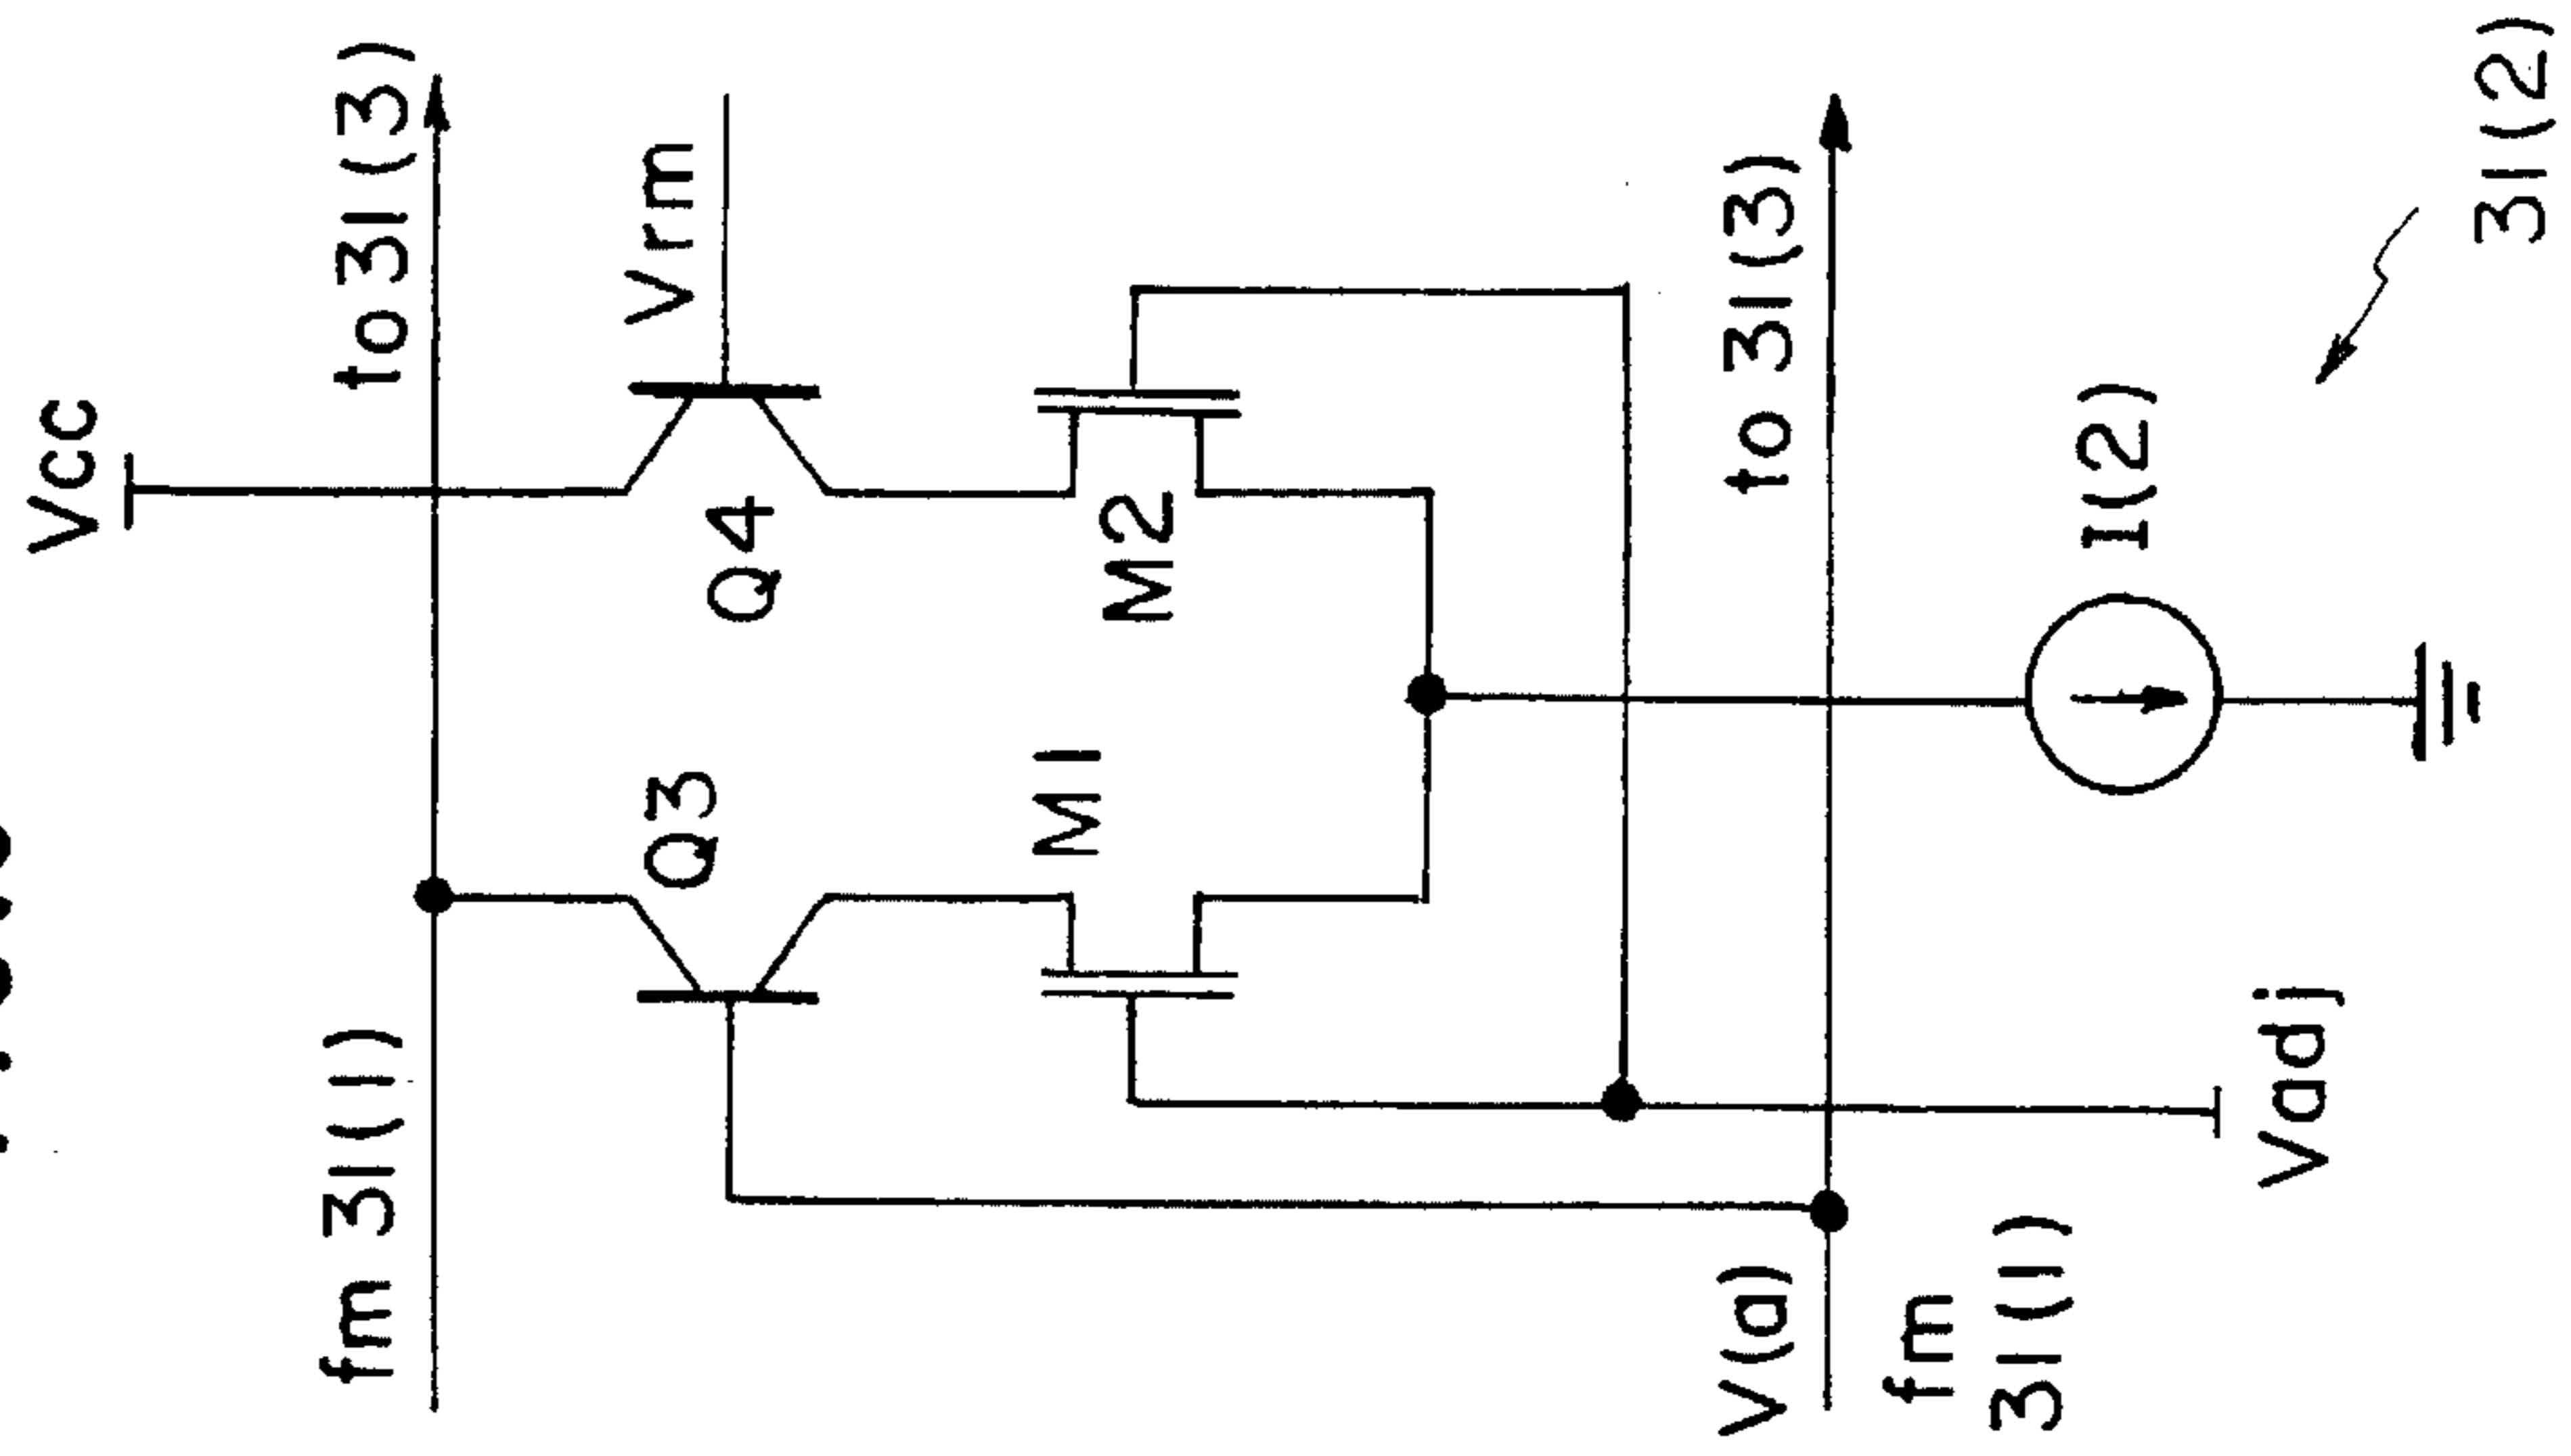 Vcc
fm 31(1)
to 31(3)
Vrm
Q3
Q4
M1
M2
V(a)
to 31(3)
fm
31(1)
I(2)
Vadj
31(2)